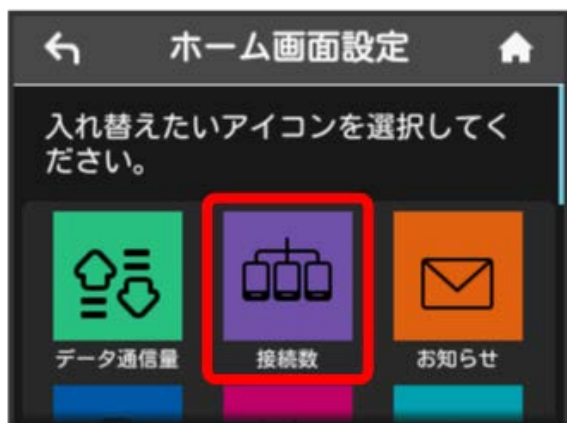 ホーム画面設定
入れ替えたいアイコンを選択してく
ださい。
データ通信量
接続数
お知らせ